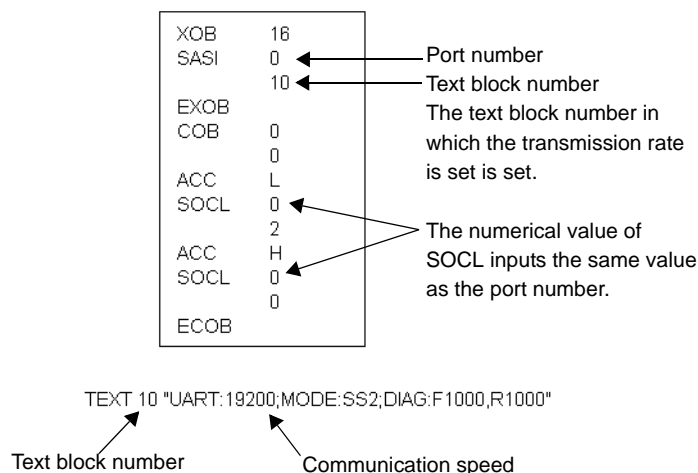 XOB 16
SASI 0
10
EXOB
COB 0
0
ACC L
SOCL 0
2
ACC H
SOCL 0
0
ECOB
Port number
Text block number
The text block number in
which the transmission rate
is set is set.
The numerical value of
SOCL inputs the same value
as the port number.
TEXT 10 "UART:19200;MODE:SS2;DIAG:F1000,R1000"
Text block number
Communication speed